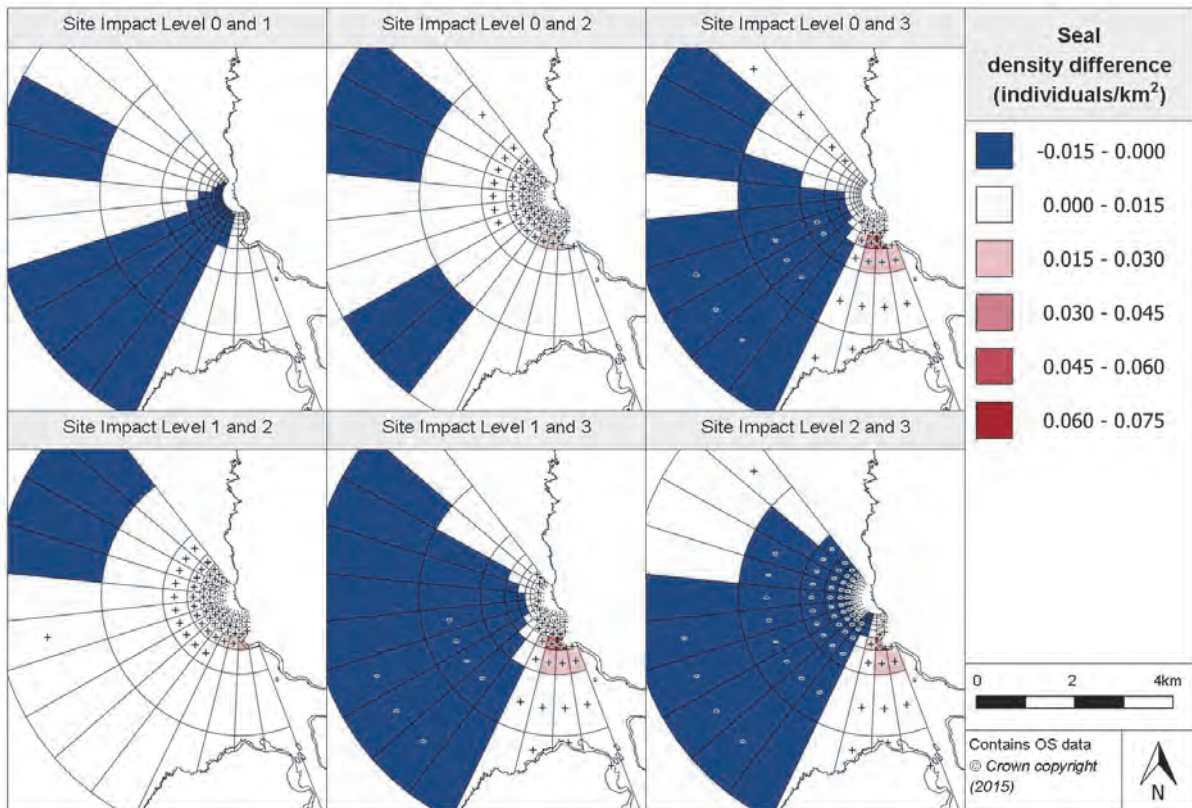 Site Impact Level 0 and 1
Site Impact Level 0 and 2
Site Impact Level 0 and 3
Seal
density difference
(individuals/km²)
-0.015 - 0.000
0.000 - 0.015
0.015 - 0.030
0.030 - 0.045
0.045 - 0.060
0.060 - 0.075
Site Impact Level 1 and 2
Site Impact Level 1 and 3
Site Impact Level 2 and 3
0 2 4km
Contains OS data
© Crown copyright
(2015)
N